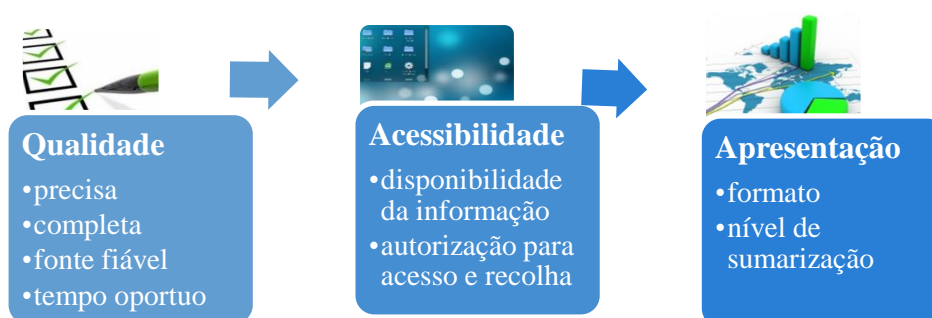 Qualidade
•precisa
•completa
•fonte fiável
•tempo oportuo
Acessibilidade
•disponibilidade
da informação
•autorização para
acesso e recolha
Apresentação
•formato
•nível de
sumarização